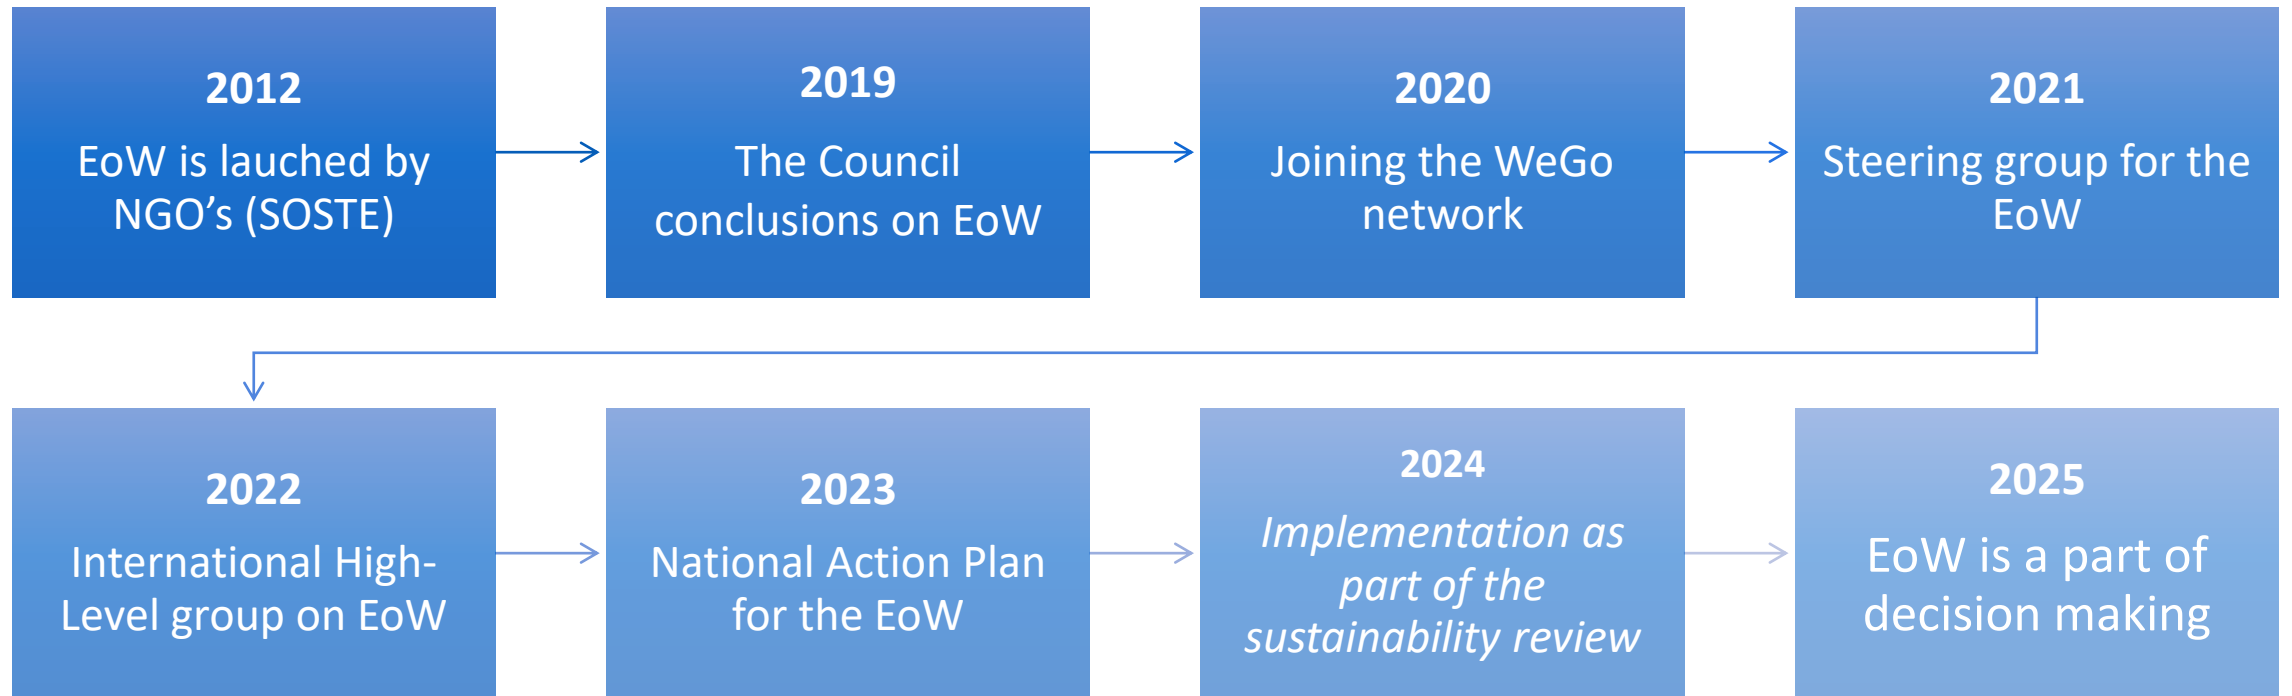 2012
EoW is lauched by
NGO’s (SOSTE)
2019
The Council
conclusions on EoW
2020
Joining the WeGo
network
2021
Steering group for the
EoW
2022
International High-
Level group on EoW
2023
National Action Plan
for the EoW
2024
Implementation as
part of the
sustainability review
2025
EoW is a part of
decision making